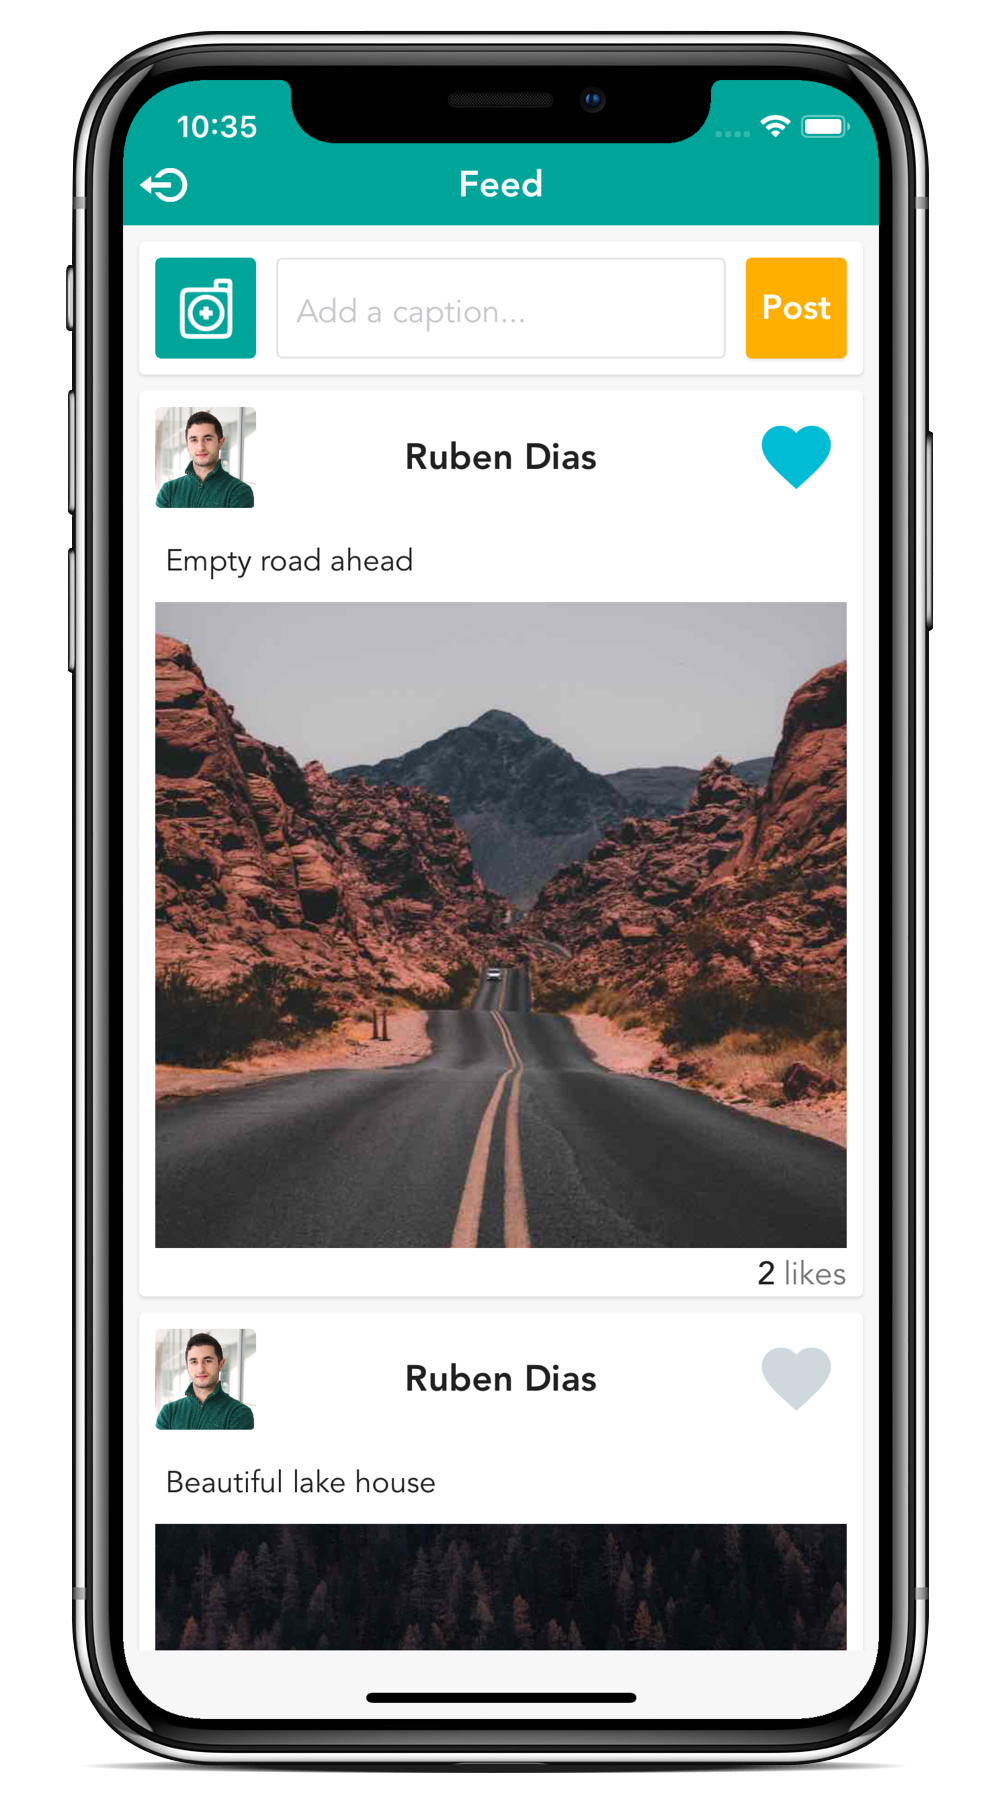 10:35
Feed
Add a caption...
Post
Ruben Dias
Empty road ahead
2 likes
Ruben Dias
Beautiful lake house